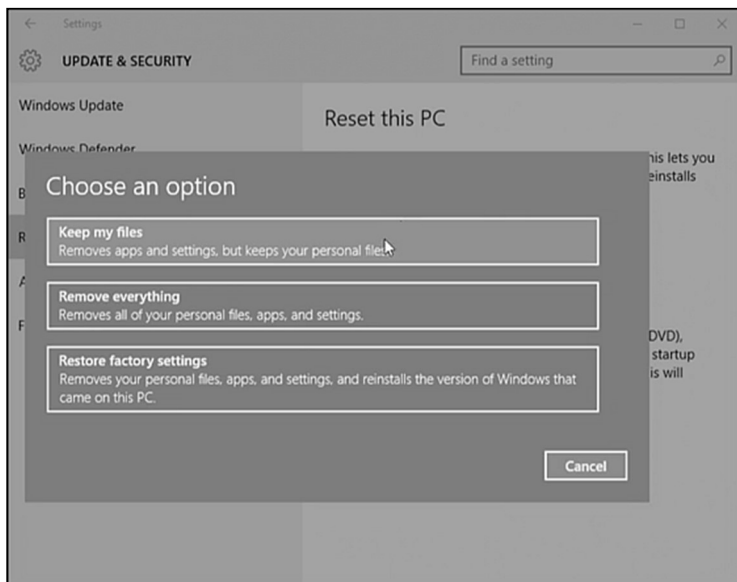 Settings
UPDATE & SECURITY
Find a setting
Windows Update
Windows Defender
Reset this PC
his lets you
einstalls
B
R
A
F
Choose an option
Keep my files
Removes apps and settings, but keeps your personal files
Remove everything
Removes all of your personal files, apps, and settings.
Restore factory settings
Removes your personal files, apps, and settings, and reinstalls the version of Windows that
came on this PC.
DVD),
startup
is will
Cancel